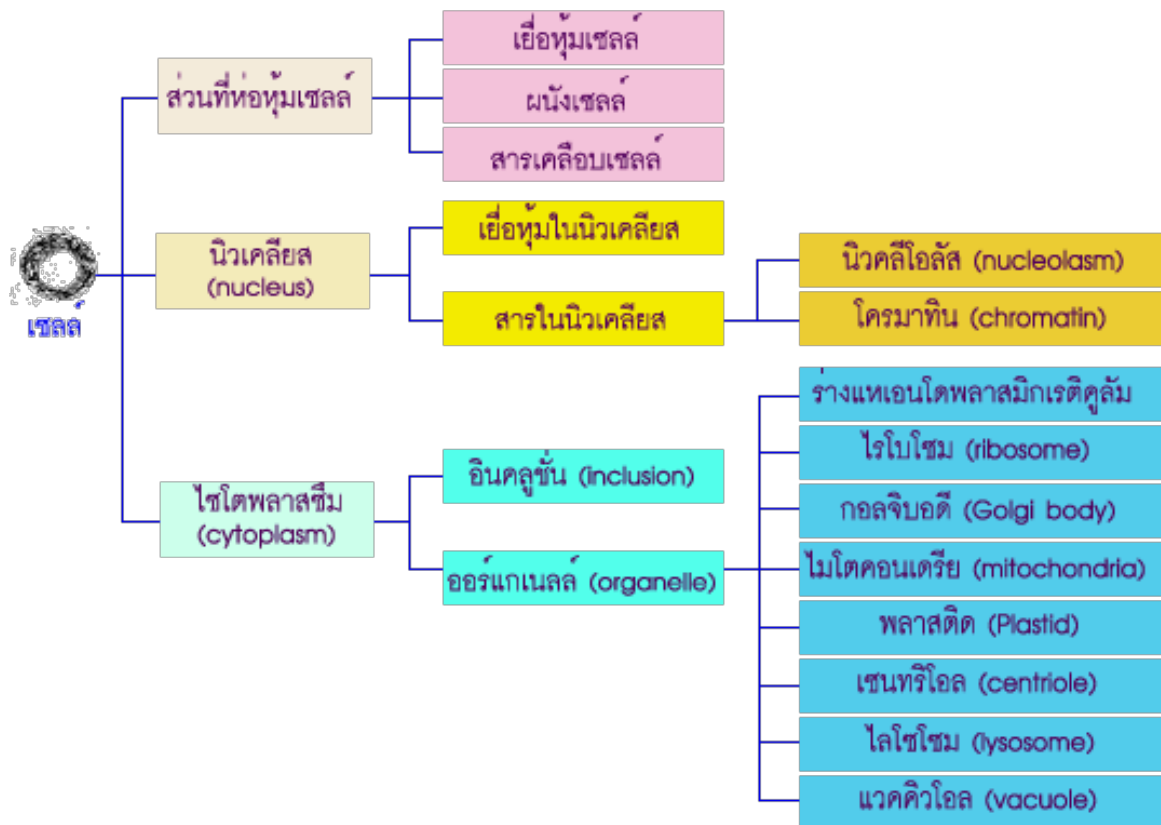 เซลล์
ส่วนที่ห่อหุ้มเซลล์
เยื่อหุ้มเซลล์
ผนังเซลล์
สารเคลือบเซลล์
นิวเคลียส
(nucleus)
เยื่อหุ้มในนิวเคลียส
สารในนิวเคลียส
นิวคลีโอลัส (nucleolasm)
โครมาทิน (chromatin)
ไซโตพลาสซึม
(cytoplasm)
อินคลูชั่น (inclusion)
ออร์แกเนลล์ (organelle)
ร่างแหเอนโดพลาสมิกเรติคูลัม
ไรโบโซม (ribosome)
กอลจิบอดี (Golgi body)
ไมโตคอนเดรีย (mitochondria)
พลาสติด (Plastid)
เซนทริโอล (centriole)
ไลโซโซม (lysosome)
แวคคิวโอล (vacuole)